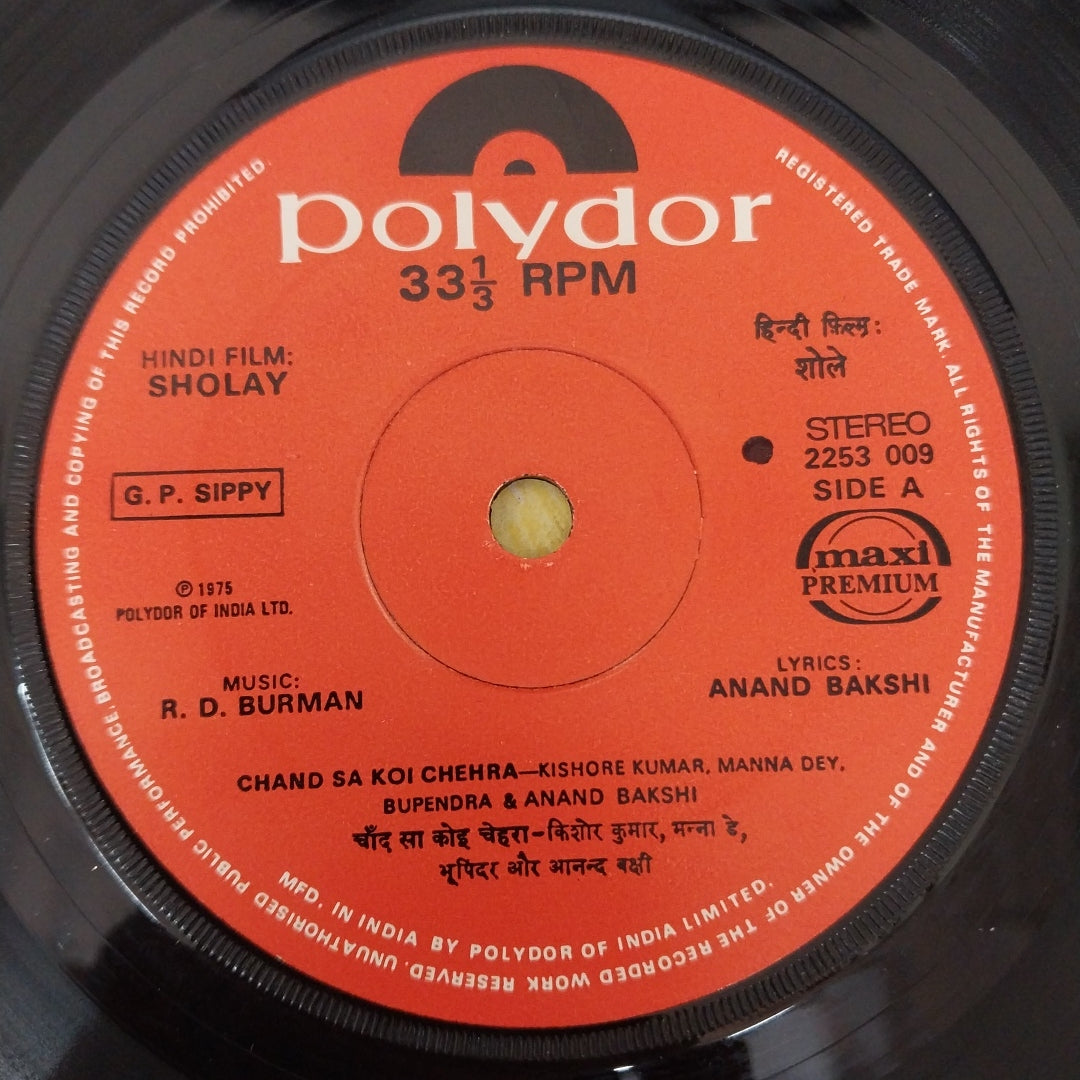 polydor
33 1/3 RPM
HINDI FILM:
SHOLAY
हिन्दी फ़िल्म:
शोले
G. P. SIPPY
STEREO
2253 009
SIDE A
maxi
PREMIUM
℗ 1975
POLYDOR OF INDIA LTD.
MUSIC:
R. D. BURMAN
LYRICS:
ANAND BAKSHI
CHAND SA KOI CHEHRA—KISHORE KUMAR, MANNA DEY,
BUPENDRA & ANAND BAKSHI
चाँद सा कोइ चेहरा-किशोर कुमार, मन्ना डे,
भूपिंदर और आनन्द बक्षी
MFD. IN INDIA BY POLYDOR OF INDIA LIMITED.
REGISTERED TRADE MARK. ALL RIGHTS OF THE MANUFACTURER AND OF THE OWNER OF THE RECORDED WORK RESERVED. UNAUTHORISED PUBLIC PERFORMANCE; BROADCASTING AND COPYING OF THIS RECORD PROHIBITED.